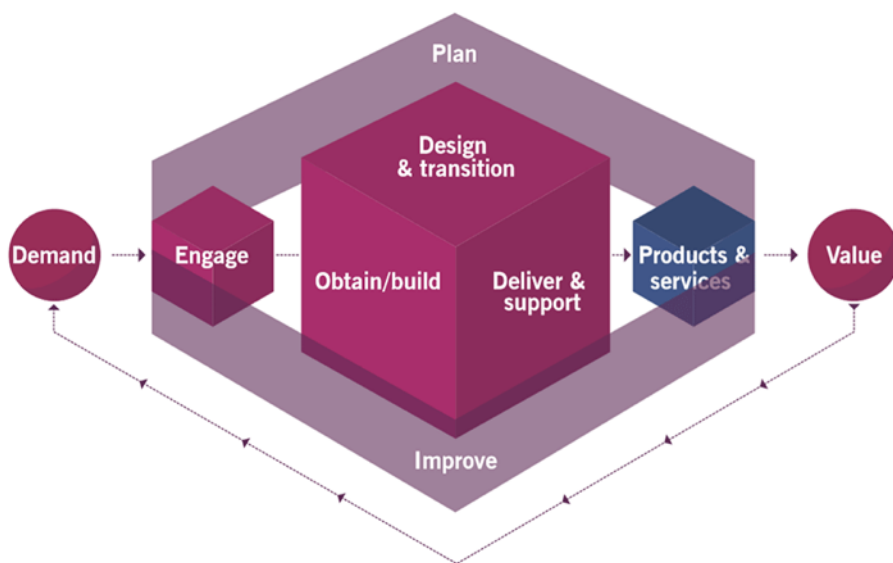 Plan
Design
& transition
Demand
Engage
Obtain/build
Deliver &
support
Products &
services
Value
Improve